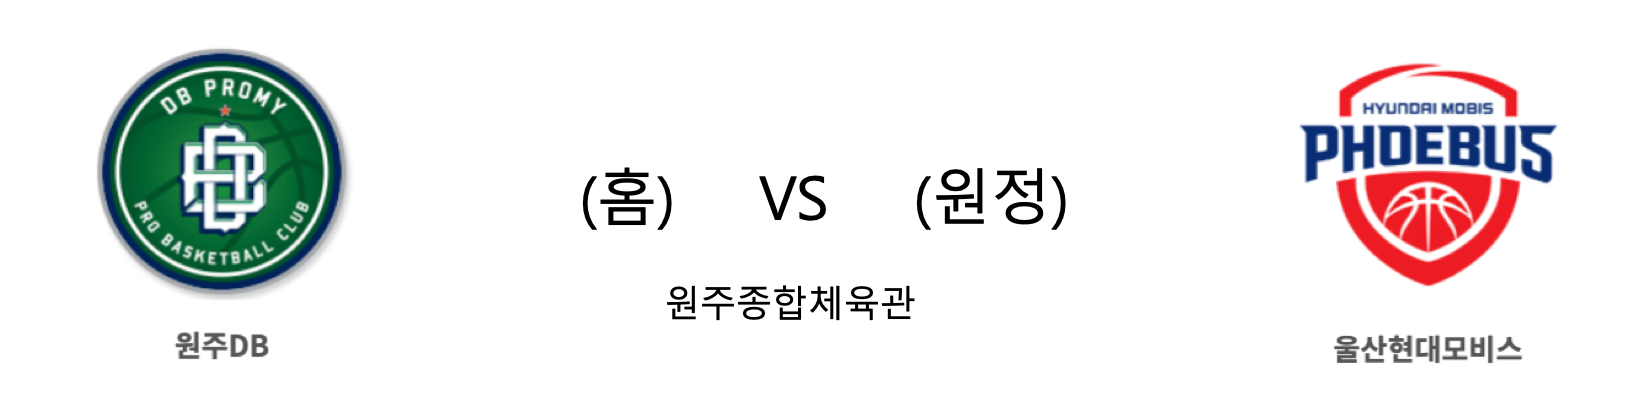 DB PROMY
DB
PRO BASKETBALL CLUB
원주DB
(홈) VS (원정)
원주종합체육관
HYUNDAI MOBIS
PHOEBUS
울산현대모비스